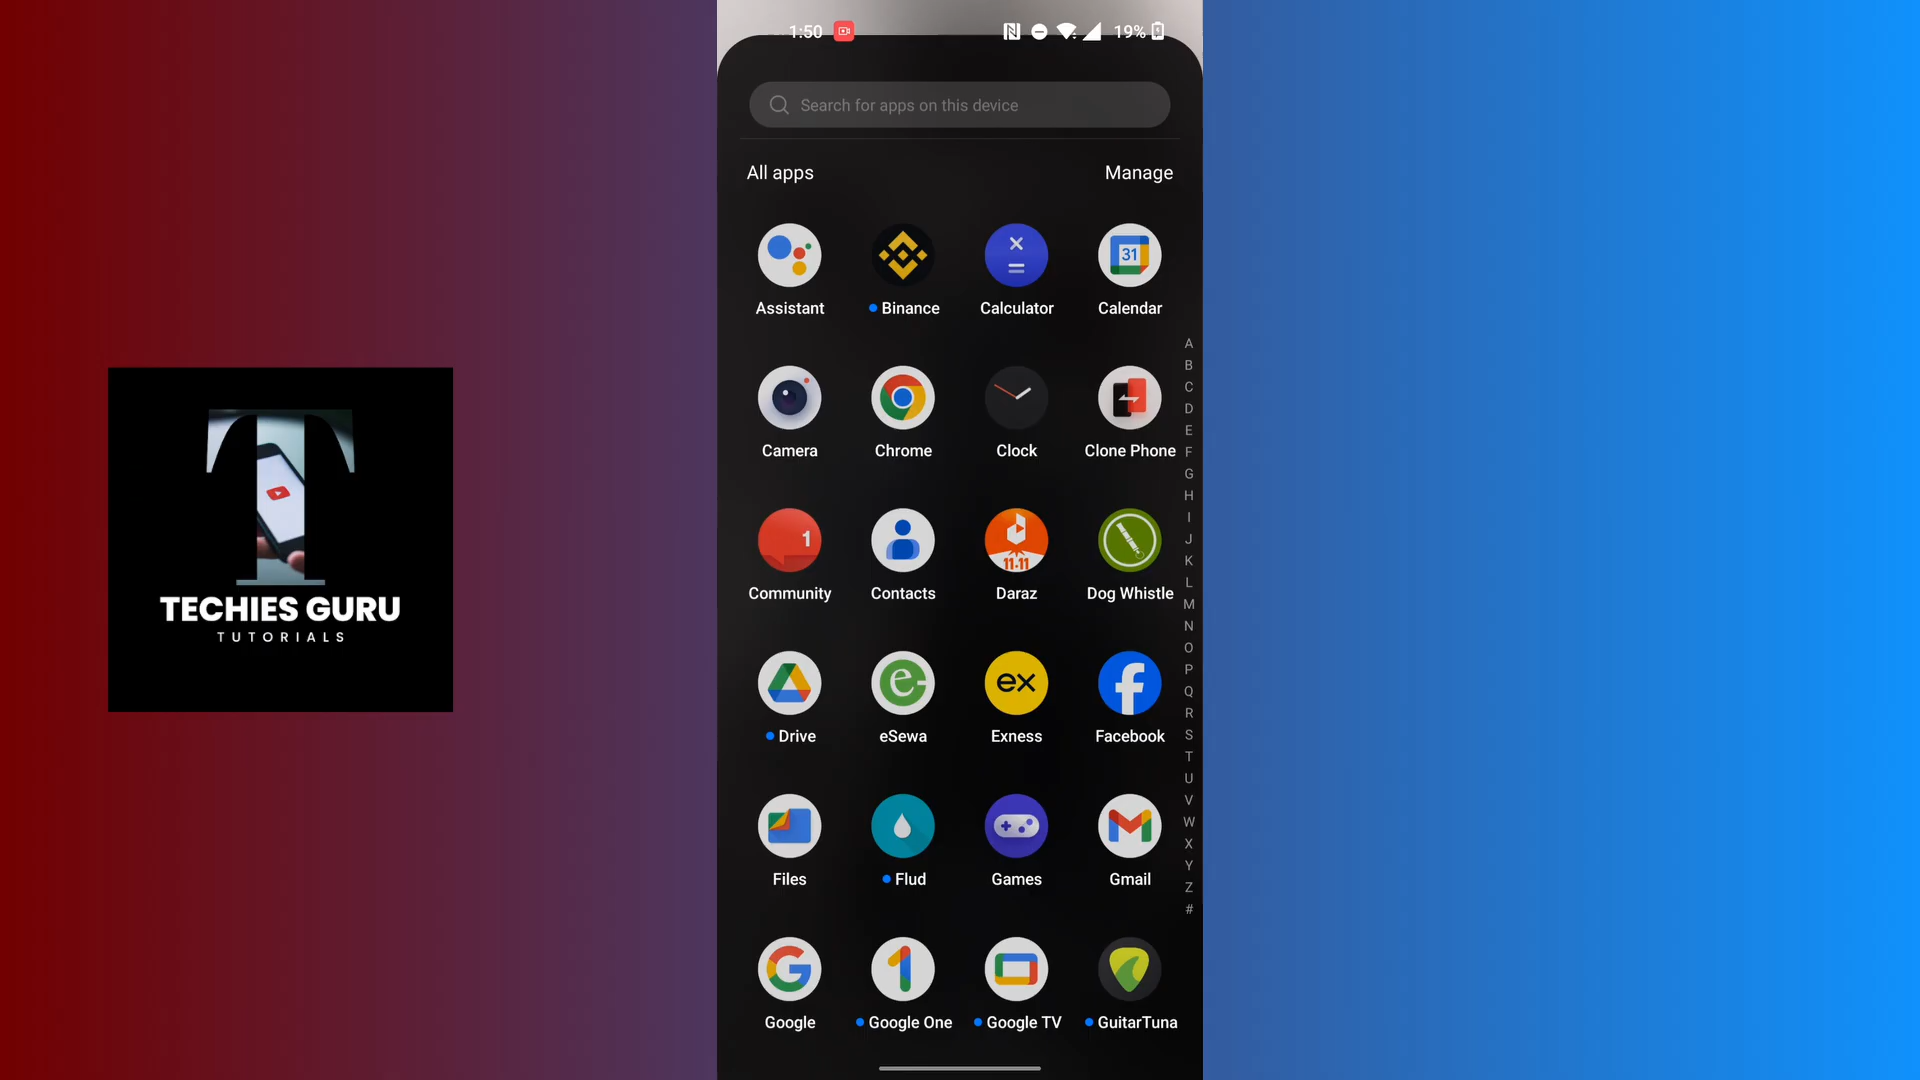 1:50
19%
Search for apps on this device
All apps
Manage
31
Assistant
Binance
Calculator
Calendar
Camera
Chrome
Clock
Clone Phone
1
11.11
Community
Contacts
Daraz
Dog Whistle
e
ex
f
Drive
eSewa
Exness
Facebook
Files
Flud
Games
Gmail
G
1
Google
Google One
Google TV
GuitarTuna
A
B
C
D
E
F
G
H
I
J
K
L
M
N
O
P
Q
R
S
T
U
V
W
X
Y
Z
#
T
TECHIES GURU
TUTORIALS